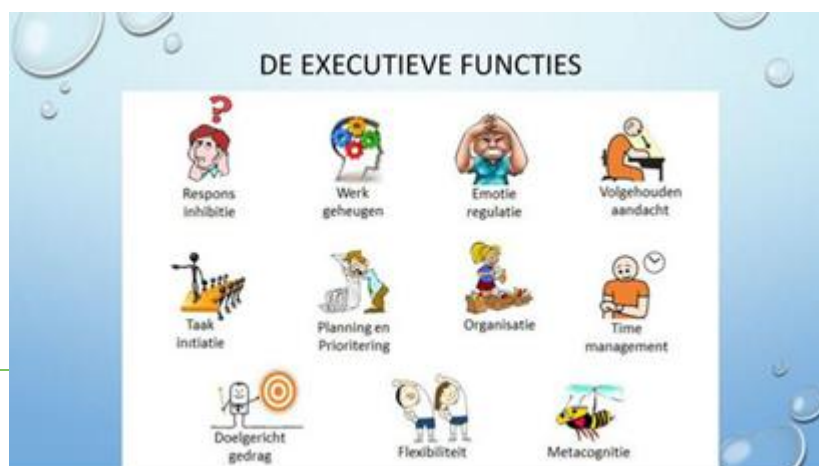 DE EXECUTIEVE FUNCTIES
Respons
inhibitie
Werk
geheugen
Emotie
regulatie
Volgehouden
aandacht
Taak
initiatie
Planning en
Prioritering
Organisatie
Time
management
Doelgericht
gedrag
Flexibiliteit
Metacognitie